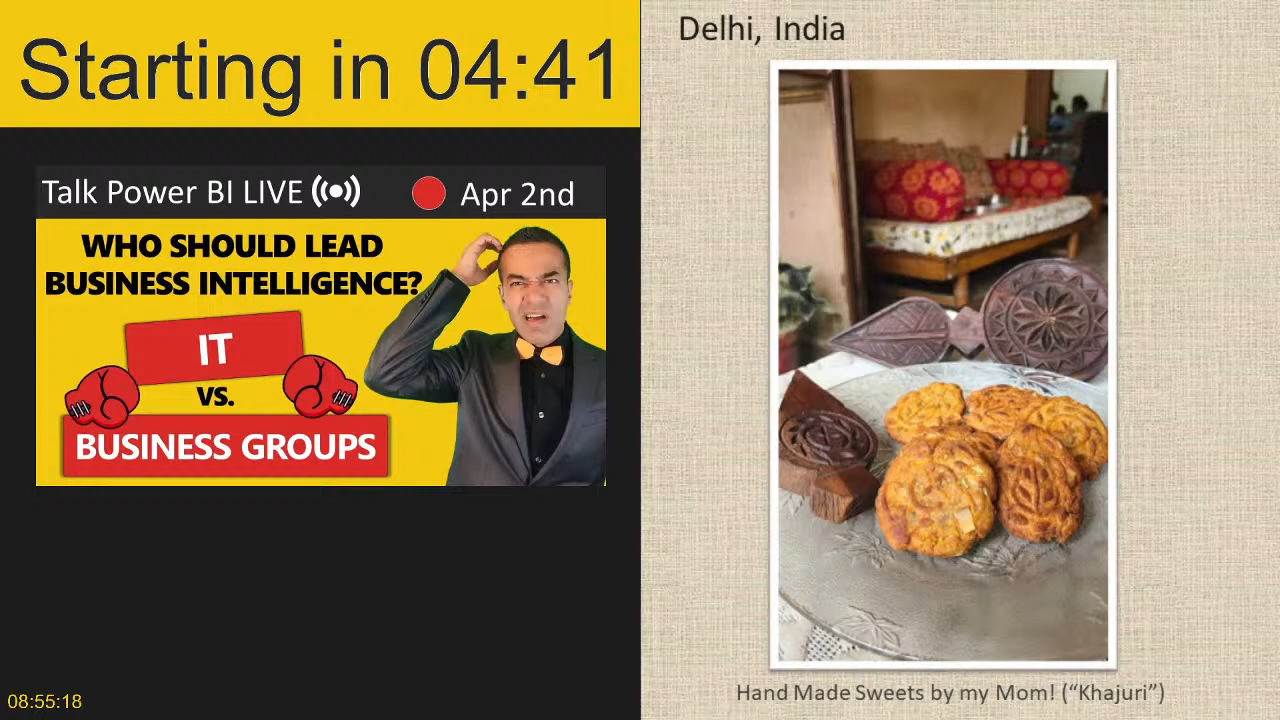 Starting in 04:41
Talk Power BI LIVE
Apr 2nd
WHO SHOULD LEAD
BUSINESS INTELLIGENCE?
IT
VS.
BUSINESS GROUPS
08:55:18
Delhi, India
Hand Made Sweets by my Mom! (“Khajuri”)